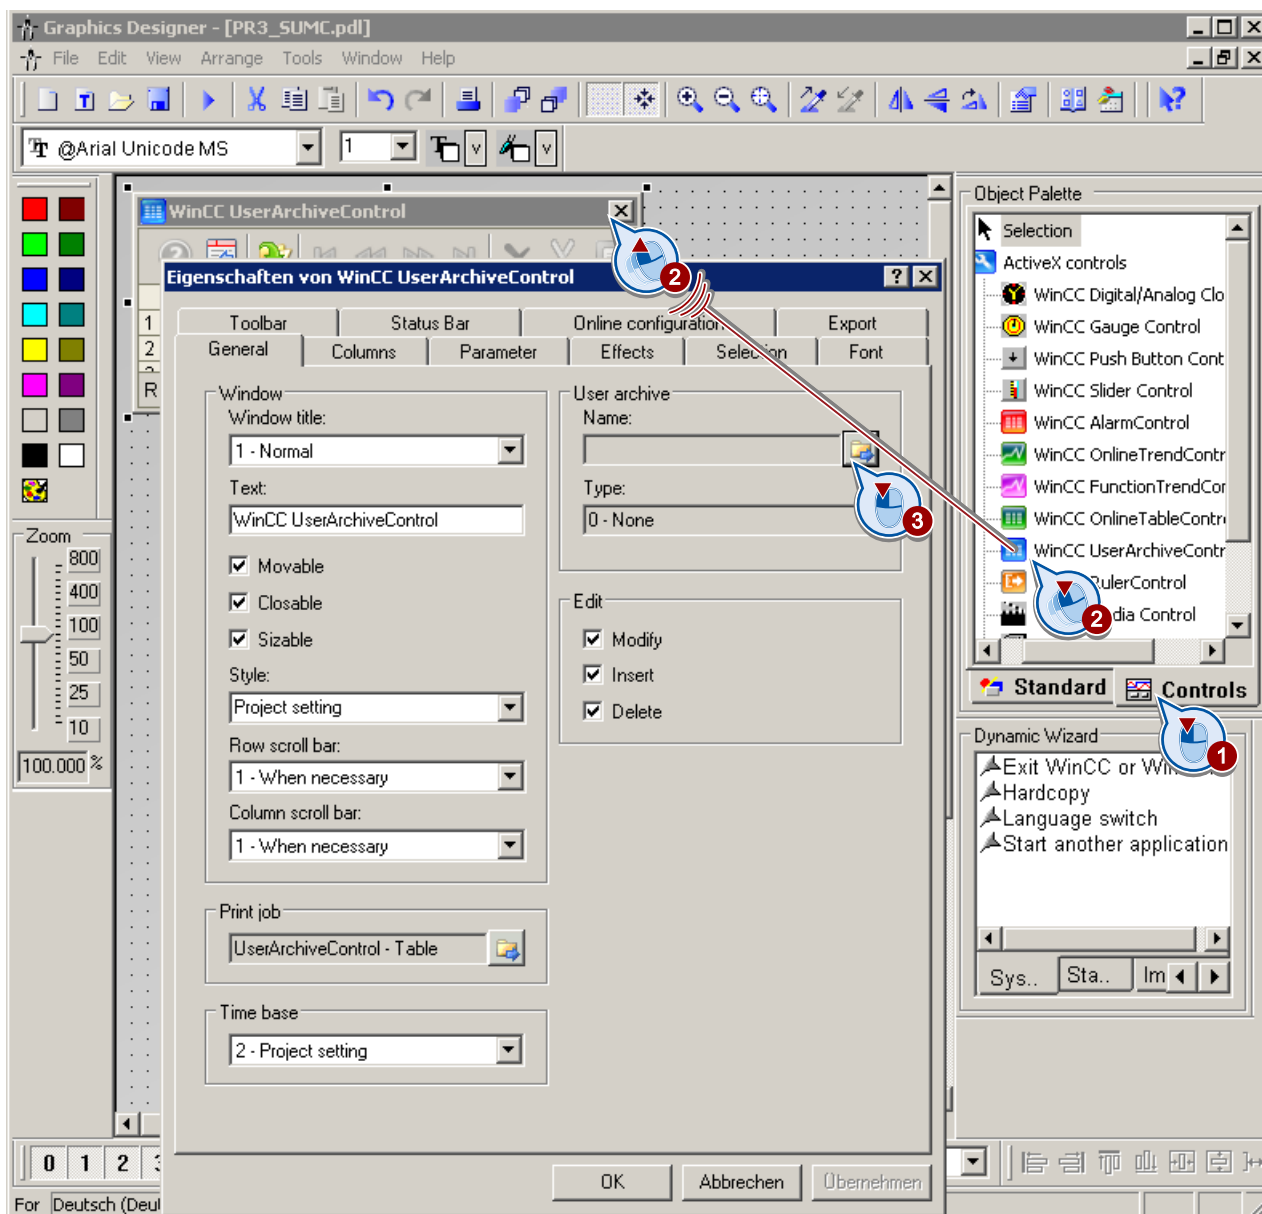 Graphics Designer - [PR3_SUMC.pdl]
File Edit View Arrange Tools Window Help
@Arial Unicode MS 1
Object Palette
Selection
ActiveX controls
WinCC Digital/Analog Clo
WinCC Gauge Control
WinCC Push Button Cont
WinCC Slider Control
WinCC AlarmControl
WinCC OnlineTrendContr
WinCC FunctionTrendCor
WinCC OnlineTableContr
WinCC UserArchiveContr
RulerControl
dia Control
Standard Controls
1
2
2
3
WinCC UserArchiveControl
1
2
R
Eigenschaften von WinCC UserArchiveControl
Toolbar Status Bar Online configuration Export
General Columns Parameter Effects Selection Font
Window
Window title:
1 - Normal
Text:
WinCC UserArchiveControl
Movable
Closable
Sizable
Style:
Project setting
Row scroll bar:
1 - When necessary
Column scroll bar:
1 - When necessary
Print job
UserArchiveControl - Table
Time base
2 - Project setting
User archive
Name:
Type:
0 - None
Edit
Modify
Insert
Delete
OK Abbrechen Übernehmen
Zoom
800
400
100
50
25
10
100.000 %
Dynamic Wizard
Exit WinCC or Win
Hardcopy
Language switch
Start another application
Sys.. Sta.. Im
0 1 2
For Deutsch (Deu